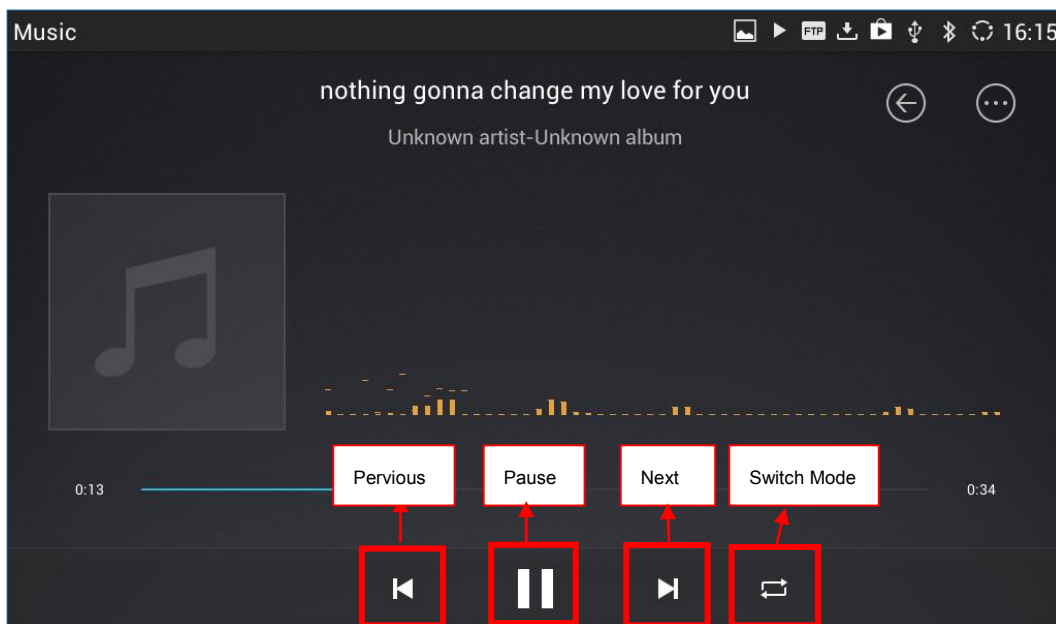 Music
FTP
16:15
nothing gonna change my love for you
Unknown artist-Unknown album
Pervious
Pause
Next
Switch Mode
0:13
0:34